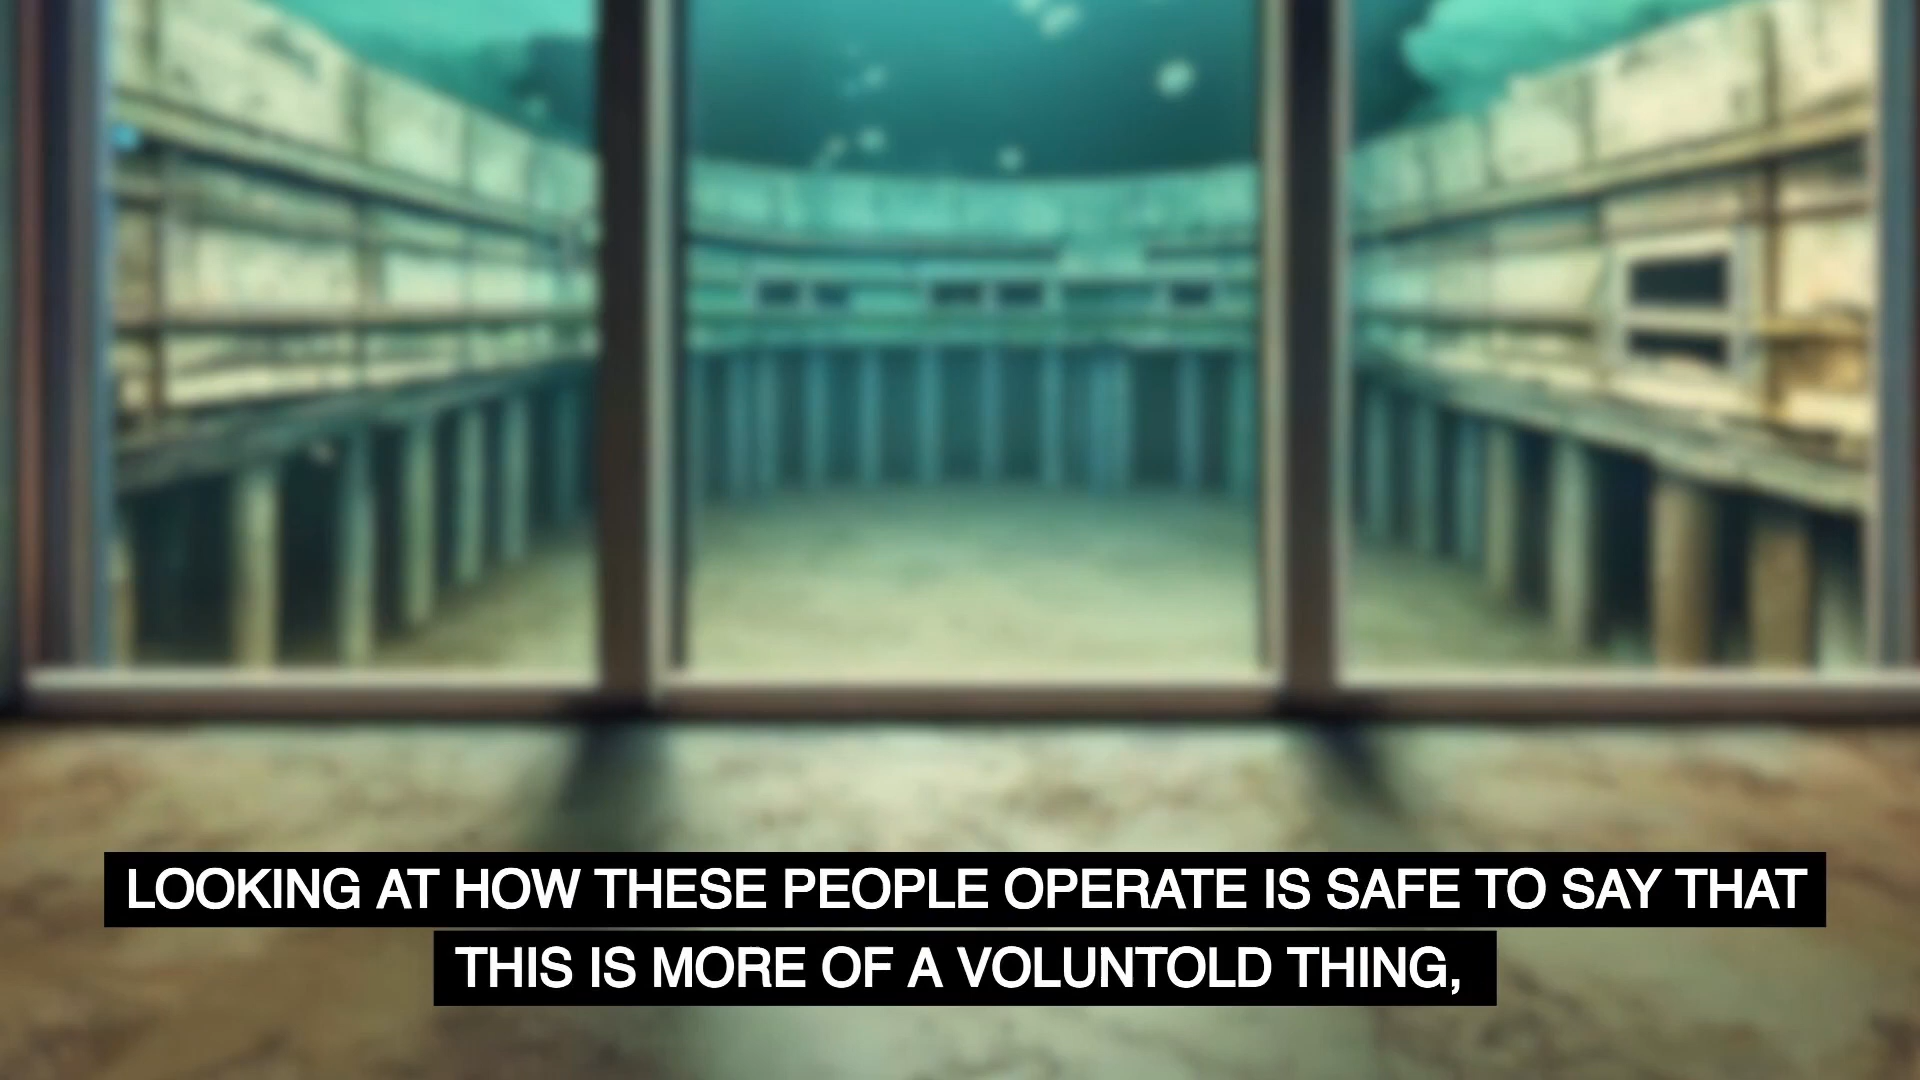 LOOKING AT HOW THESE PEOPLE OPERATE IS SAFE TO SAY THAT
THIS IS MORE OF A VOLUNTOLD THING,